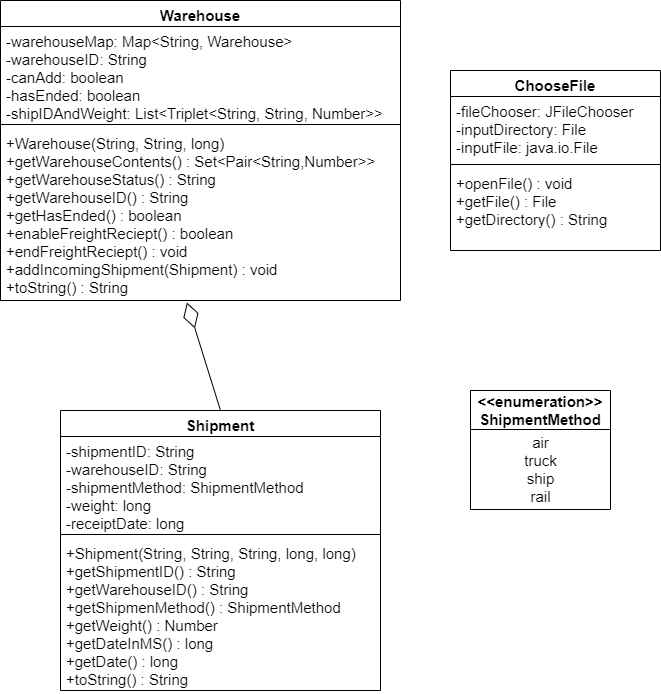 Warehouse
-warehouseMap: Map<String, Warehouse>
-warehouseID: String
-canAdd: boolean
-hasEnded: boolean
-shipIDAndWeight: List<Triplet<String, String, Number>>
+Warehouse(String, String, long)
+getWarehouseContents() : Set<Pair<String,Number>>
+getWarehouseStatus() : String
+getWarehouseID() : String
+getHasEnded() : boolean
+enableFreightReciept() : boolean
+endFreightReciept() : void
+addIncomingShipment(Shipment) : void
+toString() : String
ChooseFile
-fileChooser: JFileChooser
-inputDirectory: File
-inputFile: java.io.File
+openFile() : void
+getFile() : File
+getDirectory() : String
Shipment
-shipmentID: String
-warehouseID: String
-shipmentMethod: ShipmentMethod
-weight: long
-receiptDate: long
+Shipment(String, String, String, long, long)
+getShipmentID() : String
+getWarehouseID() : String
+getShipmenMethod() : ShipmentMethod
+getWeight() : Number
+getDateInMS() : long
+getDate() : long
+toString() : String
<<enumeration>>
ShipmentMethod
air
truck
ship
rail